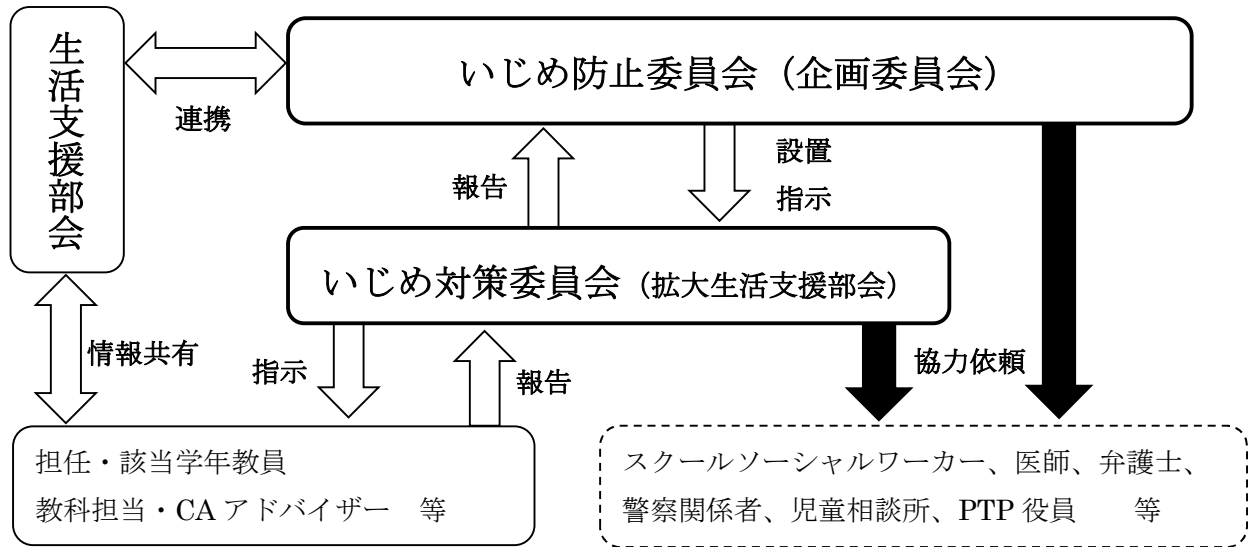 生活支援部会
いじめ防止委員会（企画委員会）
連携
報告
設置
指示
いじめ対策委員会（拡大生活支援部会）
情報共有
指示
報告
協力依頼
担任・該当学年教員
教科担当・CAアドバイザー　等
スクールソーシャルワーカー、医師、弁護士、
警察関係者、児童相談所、PTP役員　　等